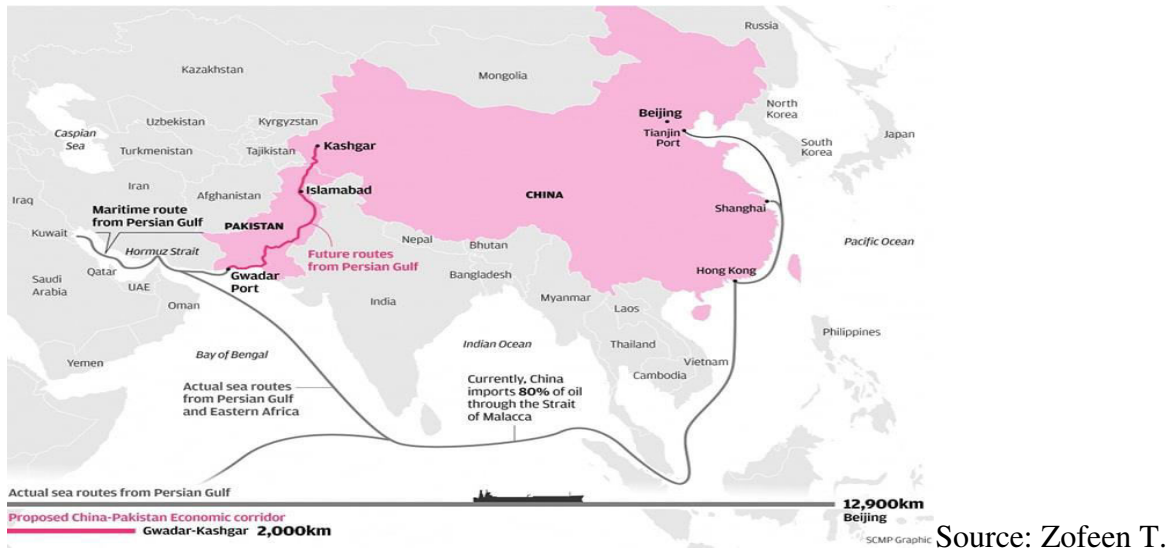 Russia
Kazakhstan
Mongolia
Uzbekistan
Kyrgyzstan
Beijing
North
Korea
Caspian
Sea
Tianjin
Port
Turkmenistan
Tajikistan
Kashgar
South
Korea
Japan
Iran
Afghanistan
Islamabad
CHINA
Iraq
Maritime route
from Persian Gulf
Shanghai
PAKISTAN
Kuwait
Hormuz Strait
Nepal
Bhutan
Pacific Ocean
Future routes
from Persian Gulf
Qatar
Gwadar
Port
Hong Kong
Saudi
Arabia
UAE
Bangladesh
Oman
India
Myanmar
Laos
Philippines
Yemen
Bay of Bengal
Indian Ocean
Thailand
Vietnam
Cambodia
Actual sea routes
from Persian Gulf
and Eastern Africa
Currently, China
imports 80% of oil
through the Strait
of Malacca
Actual sea routes from Persian Gulf
12,900km
Beijing
Proposed China-Pakistan Economic corridor
Gwadar-Kashgar 2,000km
SCMP Graphic
Source: Zofeen T.